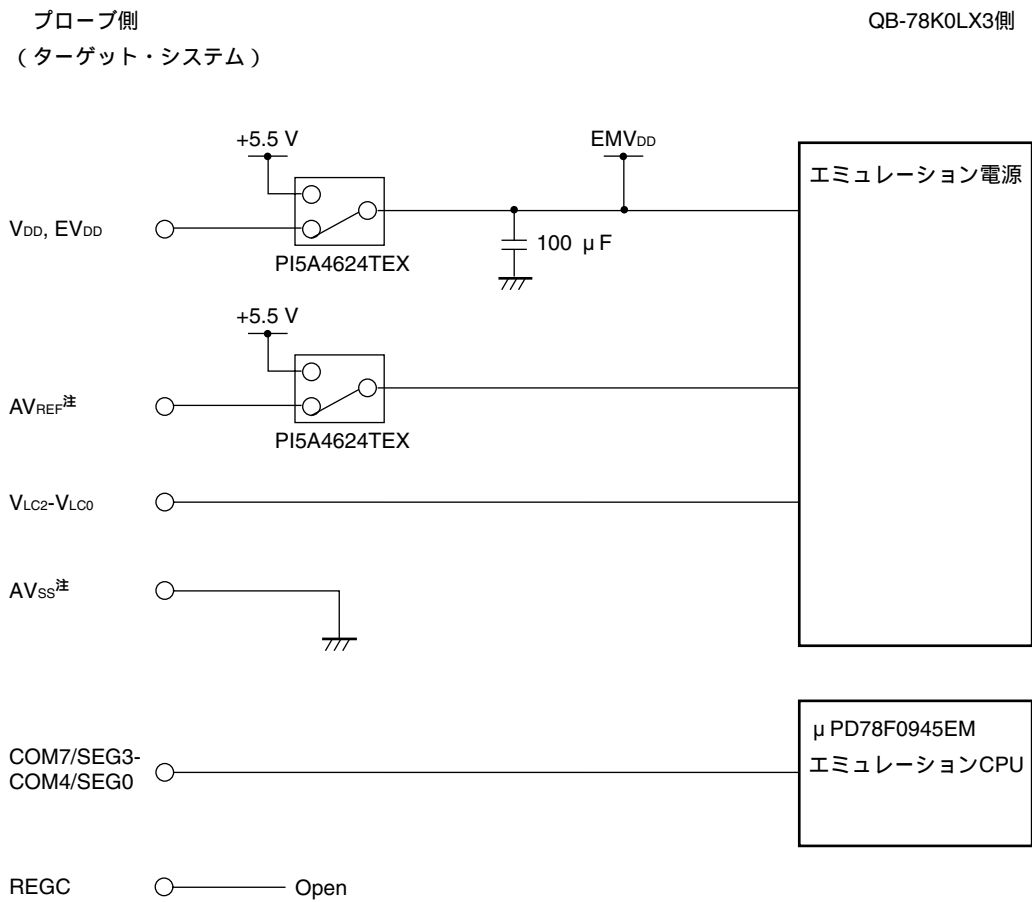 プローブ側
QB-78K0LX3側
（ターゲット・システム）
+5.5 V
EMVDD
エミュレーション電源
VDD, EVDD
100 μF
PI5A4624TEX
+5.5 V
AVREF注
PI5A4624TEX
VLC2-VLC0
AVSS注
μPD78F0945EM
エミュレーションCPU
COM7/SEG3-
COM4/SEG0
REGC
Open